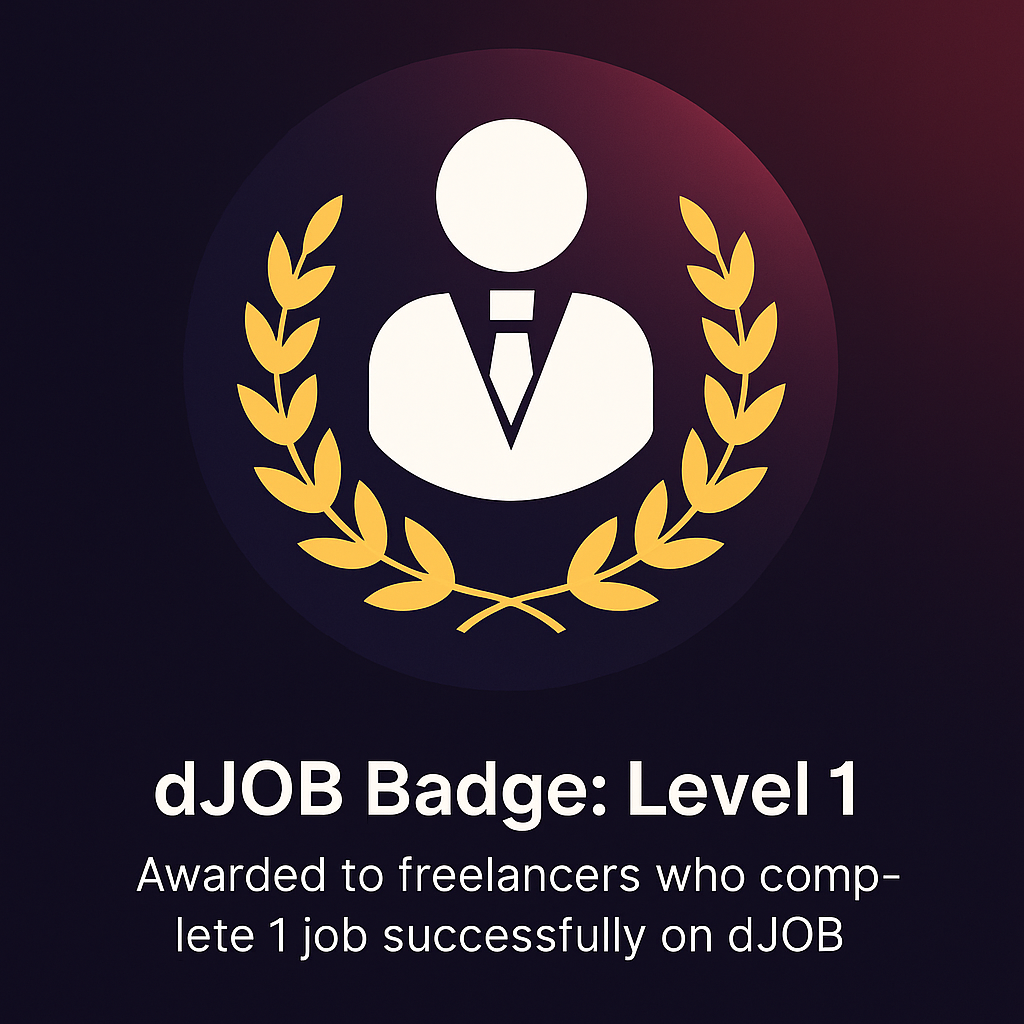 dJOB Badge: Level 1
Awarded to freelancers who comp-
lete 1 job successfully on dJOB